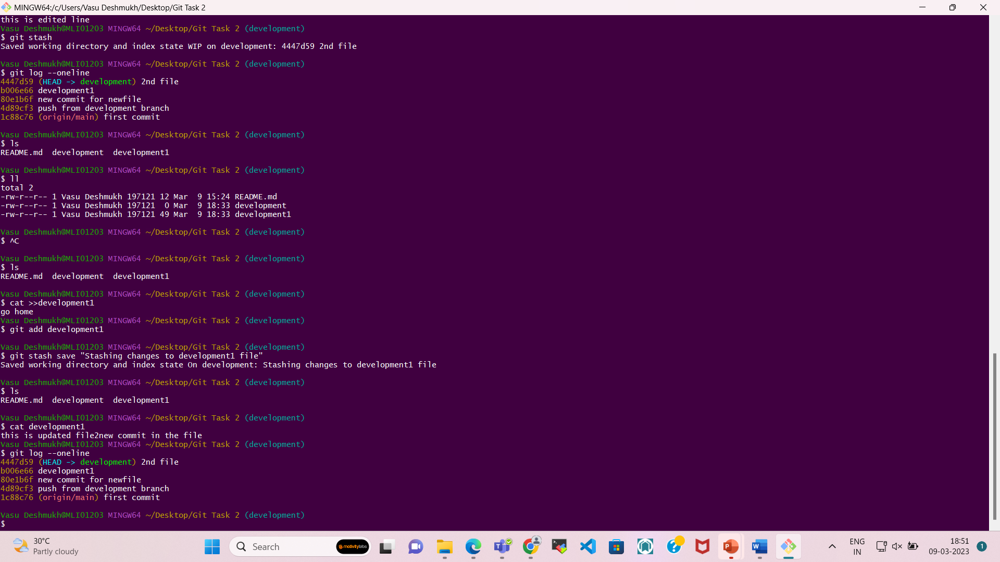 MINGW64:/c/Users/Vasu Deshmukh/Desktop/Git Task 2
this is edited line
Vasu Deshmukh@MLI01203 MINGW64 ~/Desktop/Git Task 2 (development)
$ git stash
Saved working directory and index state WIP on development: 4447d59 2nd file
Vasu Deshmukh@MLI01203 MINGW64 ~/Desktop/Git Task 2 (development)
$ git log --oneline
4447d59 (HEAD -> development) 2nd file
b006e66 development1
80e1b6f new commit for newfile
4d89cf3 push from development branch
1c88c76 (origin/main) first commit
Vasu Deshmukh@MLI01203 MINGW64 ~/Desktop/Git Task 2 (development)
$ ls
README.md  development  development1
Vasu Deshmukh@MLI01203 MINGW64 ~/Desktop/Git Task 2 (development)
$ ll
total 2
-rw-r--r-- 1 Vasu Deshmukh 197121 12 Mar  9 15:24 README.md
-rw-r--r-- 1 Vasu Deshmukh 197121  0 Mar  9 18:33 development
-rw-r--r-- 1 Vasu Deshmukh 197121 49 Mar  9 18:33 development1
Vasu Deshmukh@MLI01203 MINGW64 ~/Desktop/Git Task 2 (development)
$ ^C
Vasu Deshmukh@MLI01203 MINGW64 ~/Desktop/Git Task 2 (development)
$ ls
README.md  development  development1
Vasu Deshmukh@MLI01203 MINGW64 ~/Desktop/Git Task 2 (development)
$ cat >>development1
go home
Vasu Deshmukh@MLI01203 MINGW64 ~/Desktop/Git Task 2 (development)
$ git add development1
Vasu Deshmukh@MLI01203 MINGW64 ~/Desktop/Git Task 2 (development)
$ git stash save "Stashing changes to development1 file"
Saved working directory and index state On development: Stashing changes to development1 file
Vasu Deshmukh@MLI01203 MINGW64 ~/Desktop/Git Task 2 (development)
$ ls
README.md  development  development1
Vasu Deshmukh@MLI01203 MINGW64 ~/Desktop/Git Task 2 (development)
$ cat development1
this is updated file2new commit in the file
Vasu Deshmukh@MLI01203 MINGW64 ~/Desktop/Git Task 2 (development)
$ git log --oneline
4447d59 (HEAD -> development) 2nd file
b006e66 development1
80e1b6f new commit for newfile
4d89cf3 push from development branch
1c88c76 (origin/main) first commit
Vasu Deshmukh@MLI01203 MINGW64 ~/Desktop/Git Task 2 (development)
$
30°C
Partly cloudy
Search
motivitylabs
ENG
IN
18:51
09-03-2023
1